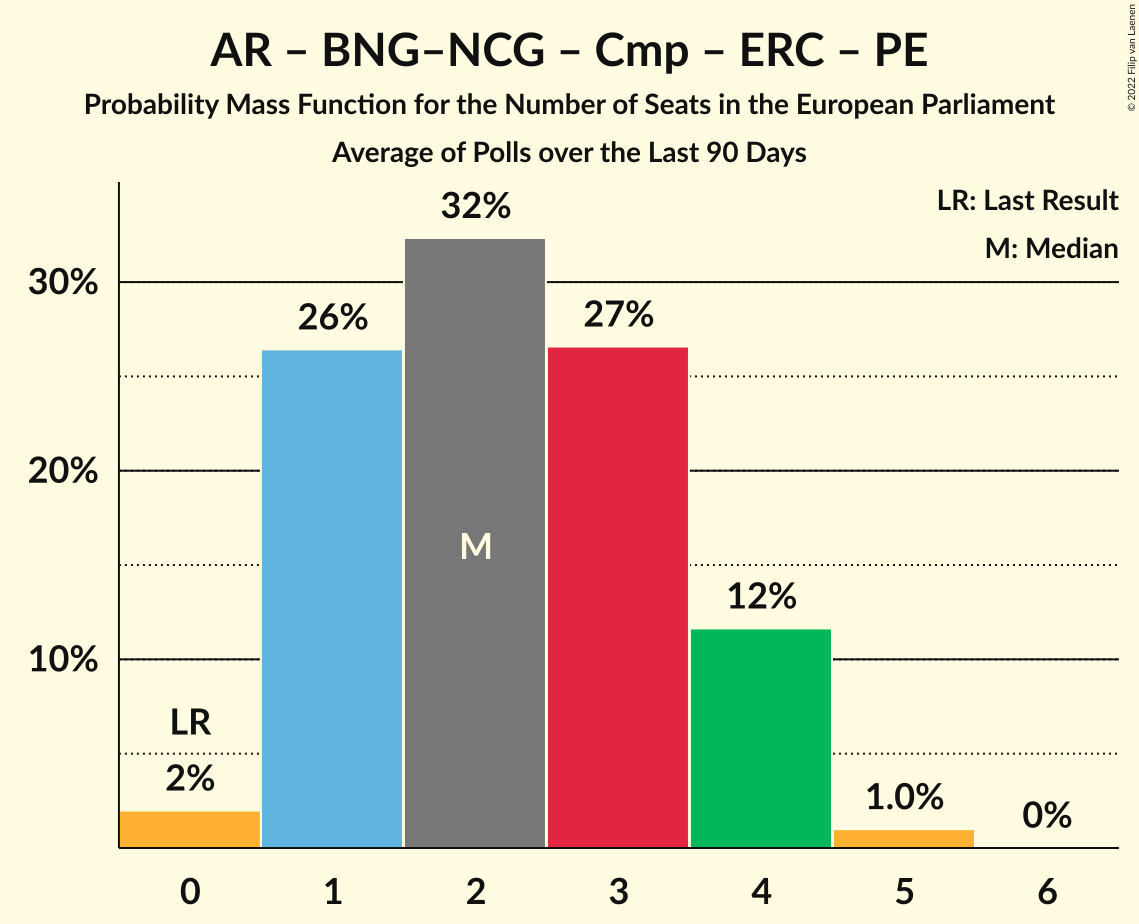 AR – BNG–NCG – Cmp – ERC – PE
Probability Mass Function for the Number of Seats in the European Parliament
Average of Polls over the Last 90 Days
© 2022 Filip van Laenen
LR: Last Result
M: Median
32%
30%
26%
27%
20%
M
12%
10%
LR
2%
1.0%
0%
0 1 2 3 4 5 6